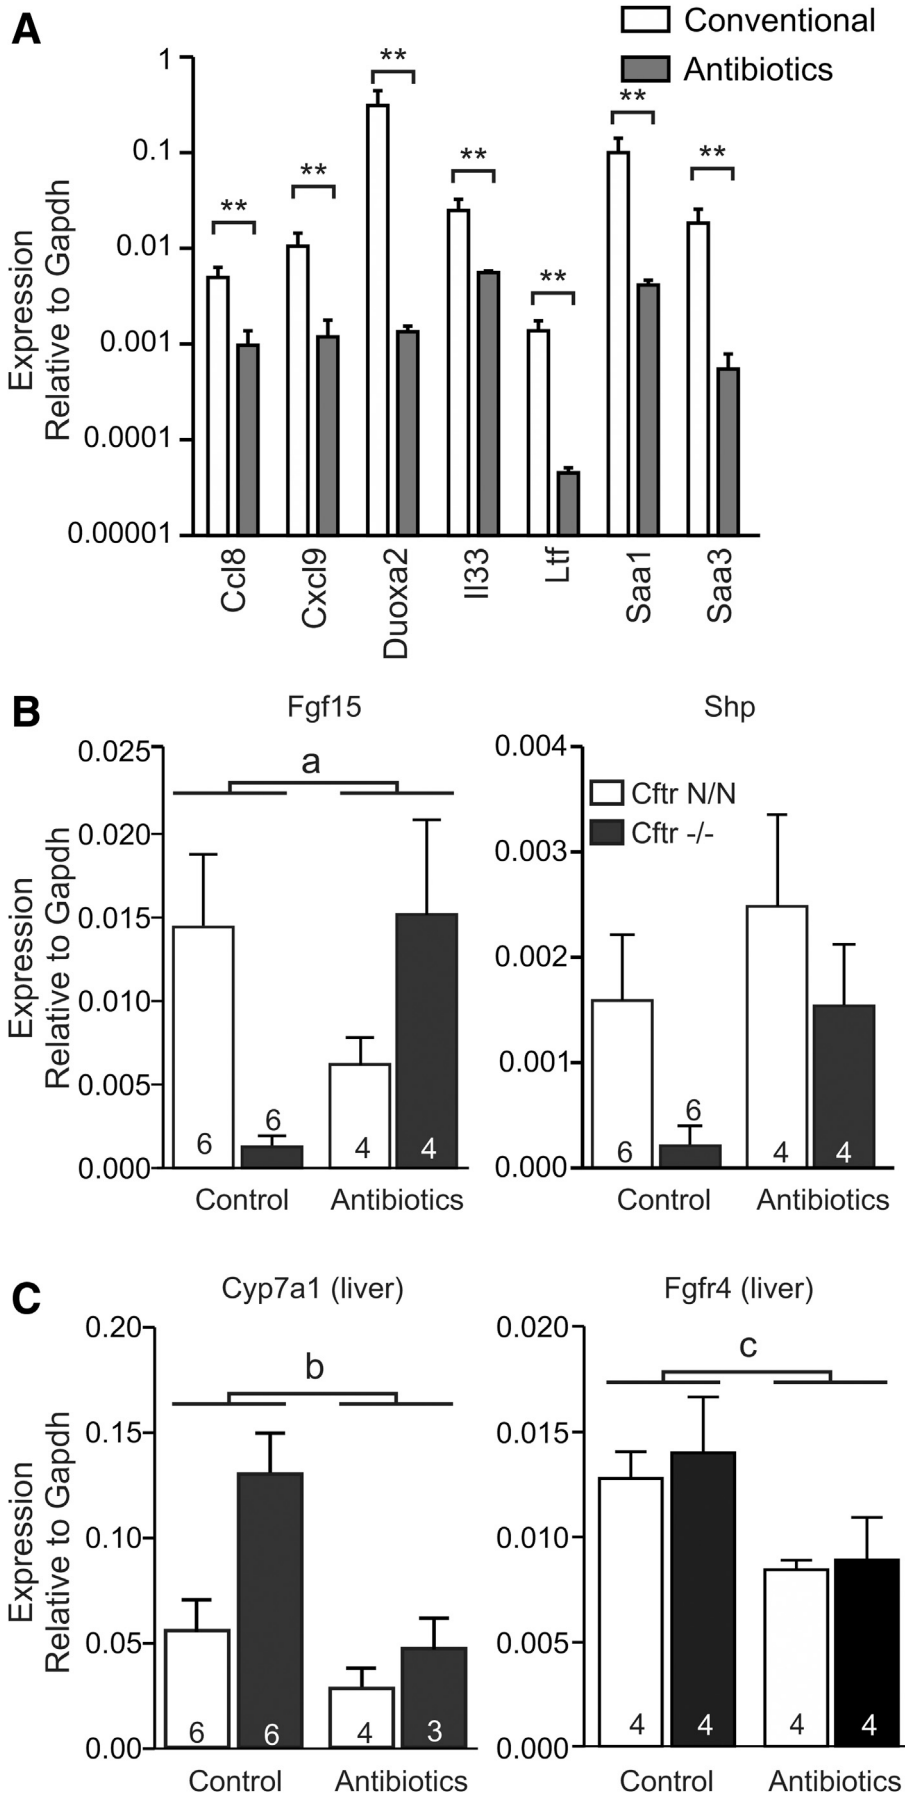 A
Conventional
Antibiotics
Expression
Relative to Gapdh
1
0.1
0.01
0.001
0.0001
0.00001
**
**
**
**
**
**
**
Ccl8
Cxcl9
Duoxa2
Il33
Ltf
Saa1
Saa3
B
Fgf15
Expression
Relative to Gapdh
0.025
0.020
0.015
0.010
0.005
0.000
a
6
6
4
4
Control
Antibiotics
Shp
0.004
0.003
0.002
0.001
0.000
Cftr N/N
Cftr -/-
6
6
4
4
Control
Antibiotics
C
Cyp7a1 (liver)
Expression
Relative to Gapdh
0.20
0.15
0.10
0.05
0.00
b
6
6
4
3
Control
Antibiotics
Fgfr4 (liver)
0.020
0.015
0.010
0.005
0.000
c
4
4
4
4
Control
Antibiotics